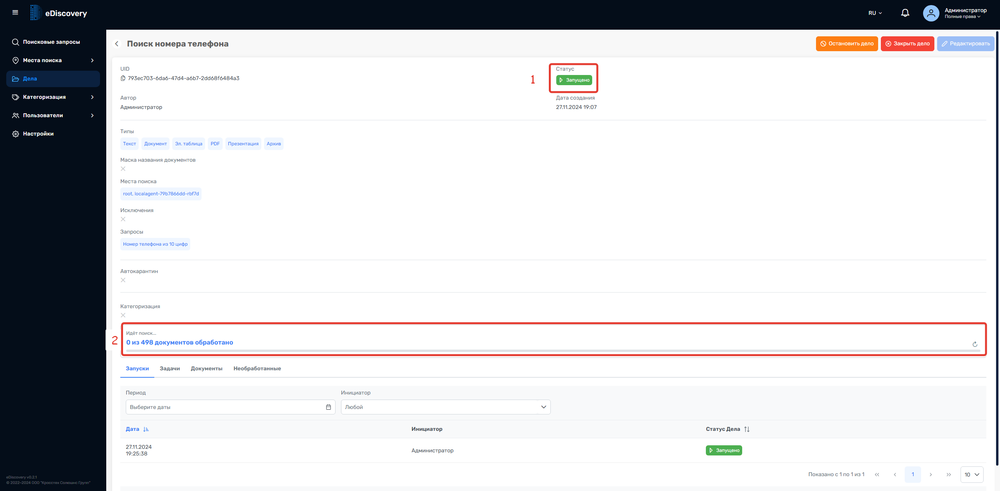 eDiscovery
RU
Администратор
Полные права
Поисковые запросы
Места поиска
Дела
Категоризация
Пользователи
Настройки
eDiscovery v0.2.1
© 2022-2024 ООО "Кросстех Солюшнс Групп"
Поиск номера телефона
Остановить дело
Закрыть дело
Редактировать
UID
793ec703-6da6-47d4-a6b7-2dd68f6484a3
1
Статус
Запущено
Автор
Администратор
Дата создания
27.11.2024 19:07
Типы
Текст Документ Эл. таблица PDF Презентация Архив
Маска названия документов
Места поиска
root, localagent-79b7866dd-rbf7d
Исключения
Запросы
Номер телефона из 10 цифр
Автокарантин
Категоризация
2
Идёт поиск...
0 из 498 документов обработано
Запуски Задачи Документы Необработанные
Период
Выберите даты
Инициатор
Любой
Дата Инициатор Статус Дела
27.11.2024
19:25:38
Администратор
Запущено
Показано с 1 по 1 из 1
1
10